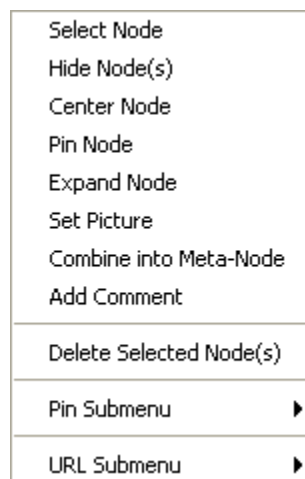 Select Node
Hide Node(s)
Center Node
Pin Node
Expand Node
Set Picture
Combine into Meta-Node
Add Comment
Delete Selected Node(s)
Pin Submenu
URL Submenu